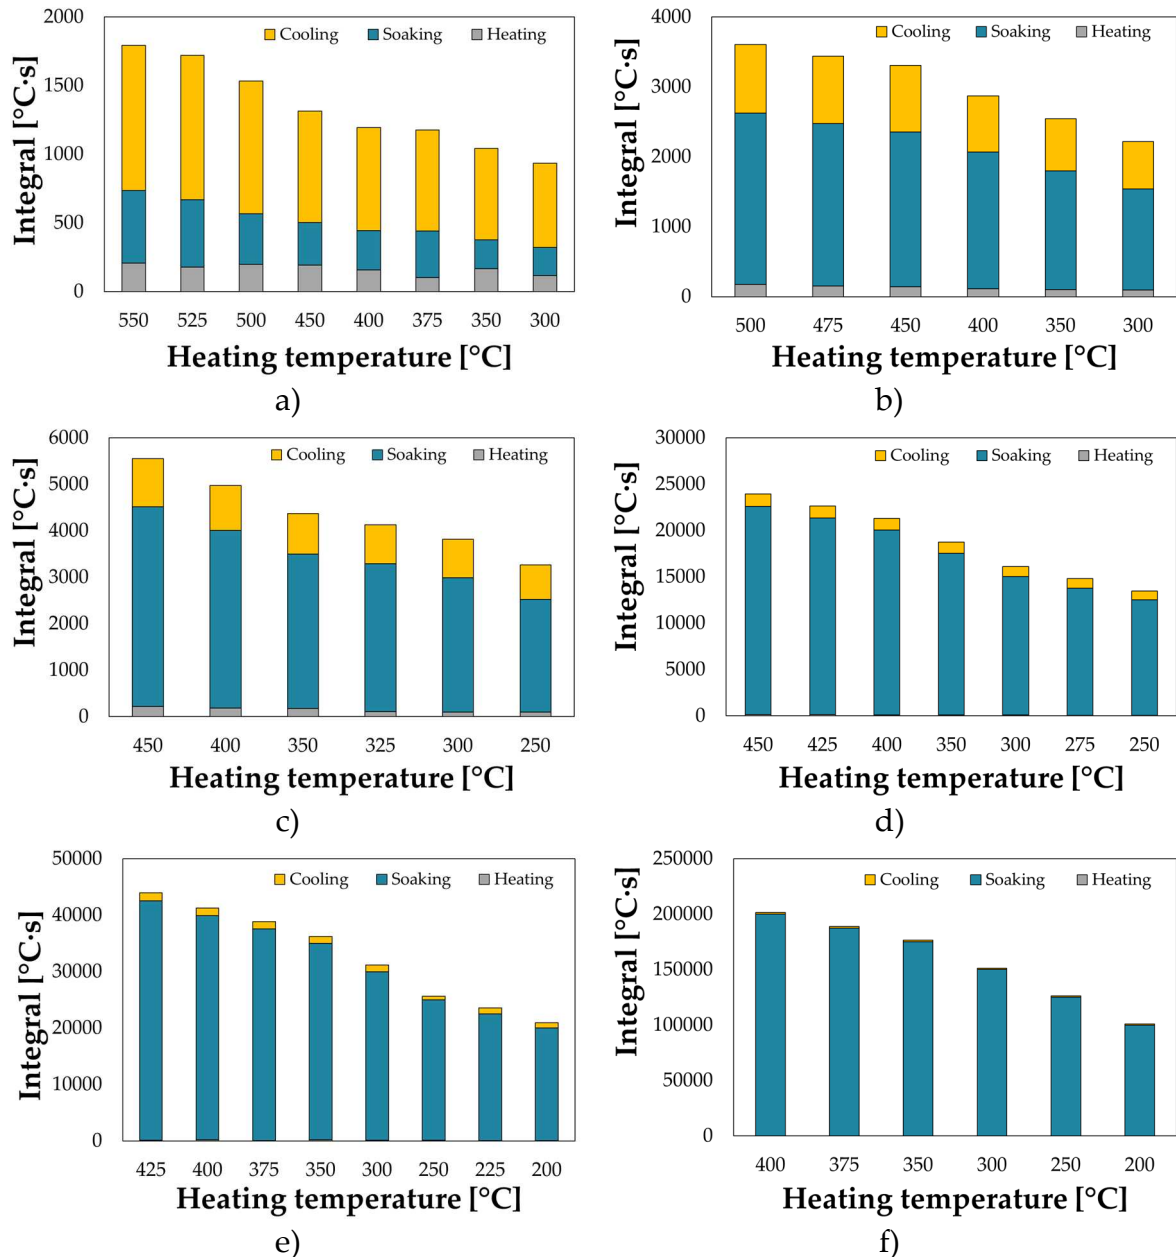 2000
1500
1000
500
0
Integral [°C·s]
Cooling Soaking Heating
550 525 500 450 400 375 350 300
Heating temperature [°C]
a)
4000
3000
2000
1000
0
Integral [°C·s]
Cooling Soaking Heating
500 475 450 400 350 300
Heating temperature [°C]
b)
6000
5000
4000
3000
2000
1000
0
Integral [°C·s]
Cooling Soaking Heating
450 400 350 325 300 250
Heating temperature [°C]
c)
30000
25000
20000
15000
10000
5000
0
Integral [°C·s]
Cooling Soaking Heating
450 425 400 350 300 275 250
Heating temperature [°C]
d)
50000
40000
30000
20000
10000
0
Integral [°C·s]
Cooling Soaking Heating
425 400 375 350 300 250 225 200
Heating temperature [°C]
e)
250000
200000
150000
100000
50000
0
Integral [°C·s]
Cooling Soaking Heating
400 375 350 300 250 200
Heating temperature [°C]
f)